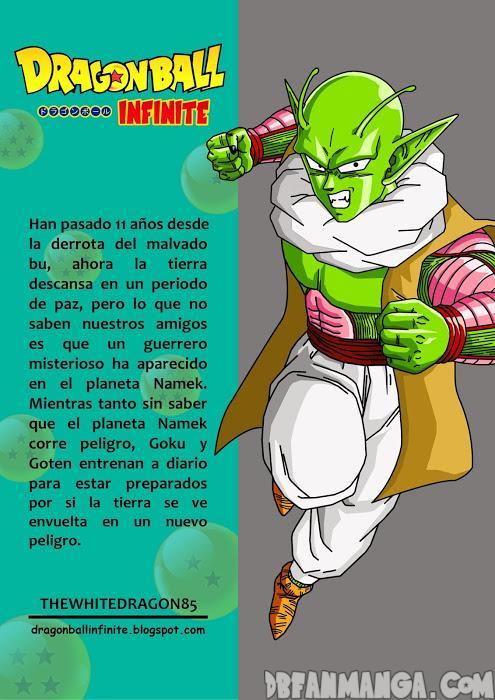 DRAGON BALL
ドラゴンボール INFINITE
Han pasado 11 años desde
la derrota del malvado
bu, ahora la tierra
descansa en un periodo
de paz, pero lo que no
saben nuestros amigos
es que un guerrero
misterioso ha aparecido
en el planeta Namek.
Mientras tanto sin saber
que el planeta Namek
corre peligro, Goku y
Goten entrenan a diario
para estar preparados
por si la tierra se ve
envuelta en un nuevo
peligro.
THEWHITEDRAGON85
dragonballinfinite.blogspot.com
DBFANMANGA.COM